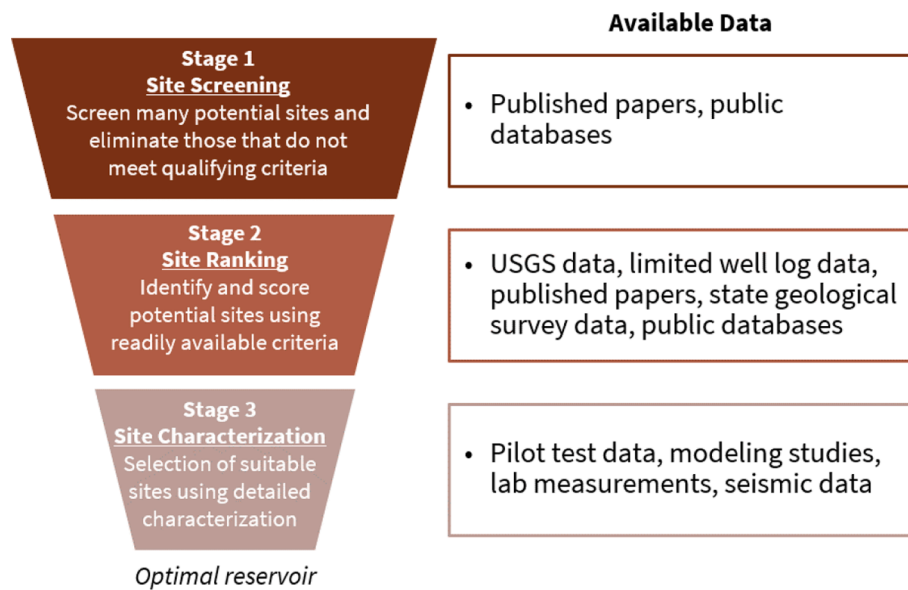 Available Data
Stage 1
Site Screening
Screen many potential sites and
eliminate those that do not
meet qualifying criteria
• Published papers, public
databases
Stage 2
Site Ranking
Identify and score
potential sites using
readily available criteria
• USGS data, limited well log data,
published papers, state geological
survey data, public databases
Stage 3
Site Characterization
Selection of suitable
sites using detailed
characterization
• Pilot test data, modeling studies,
lab measurements, seismic data
Optimal reservoir